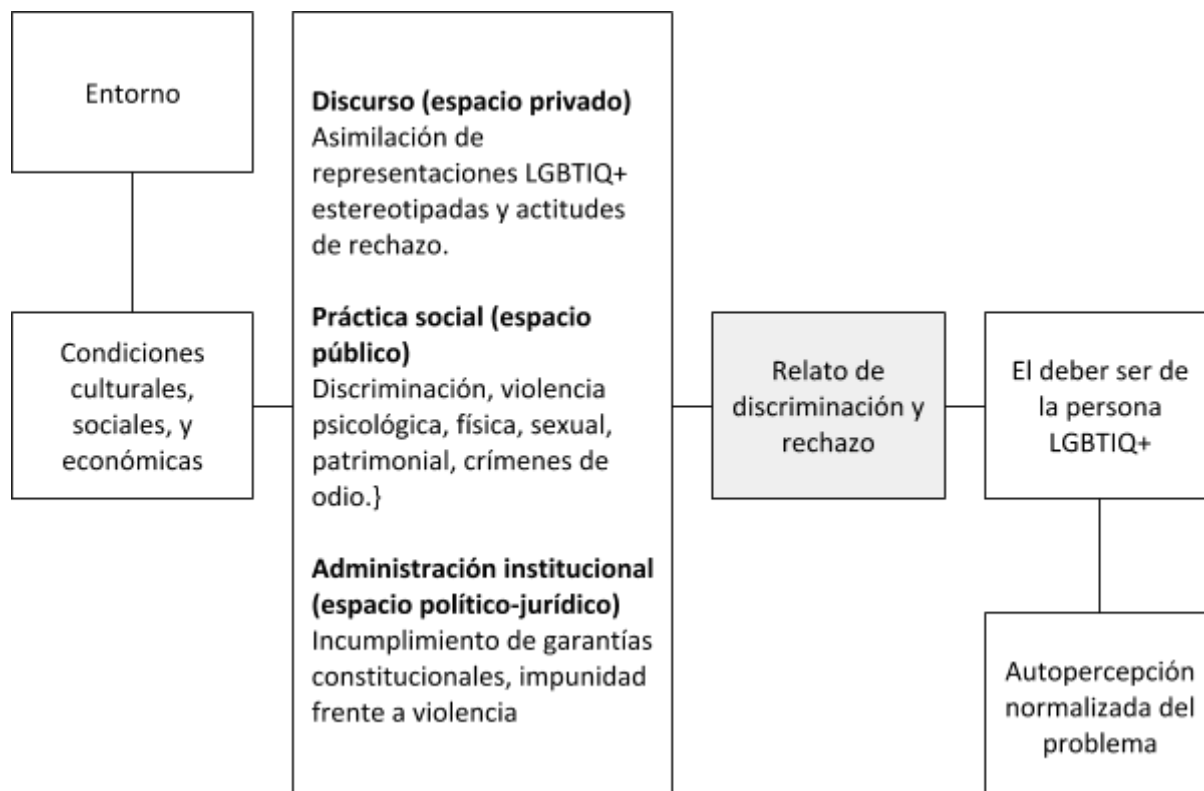 Entorno
Condiciones
culturales,
sociales, y
económicas
Discurso (espacio privado)
Asimilación de
representaciones LGBTIQ+
estereotipadas y actitudes
de rechazo.
Práctica social (espacio
público)
Discriminación, violencia
psicológica, física, sexual,
patrimonial, crímenes de
odio.}
Administración institucional
(espacio político-jurídico)
Incumplimiento de garantías
constitucionales, impunidad
frente a violencia
Relato de
discriminación y
rechazo
El deber ser de
la persona
LGBTIQ+
Autopercepción
normalizada del
problema